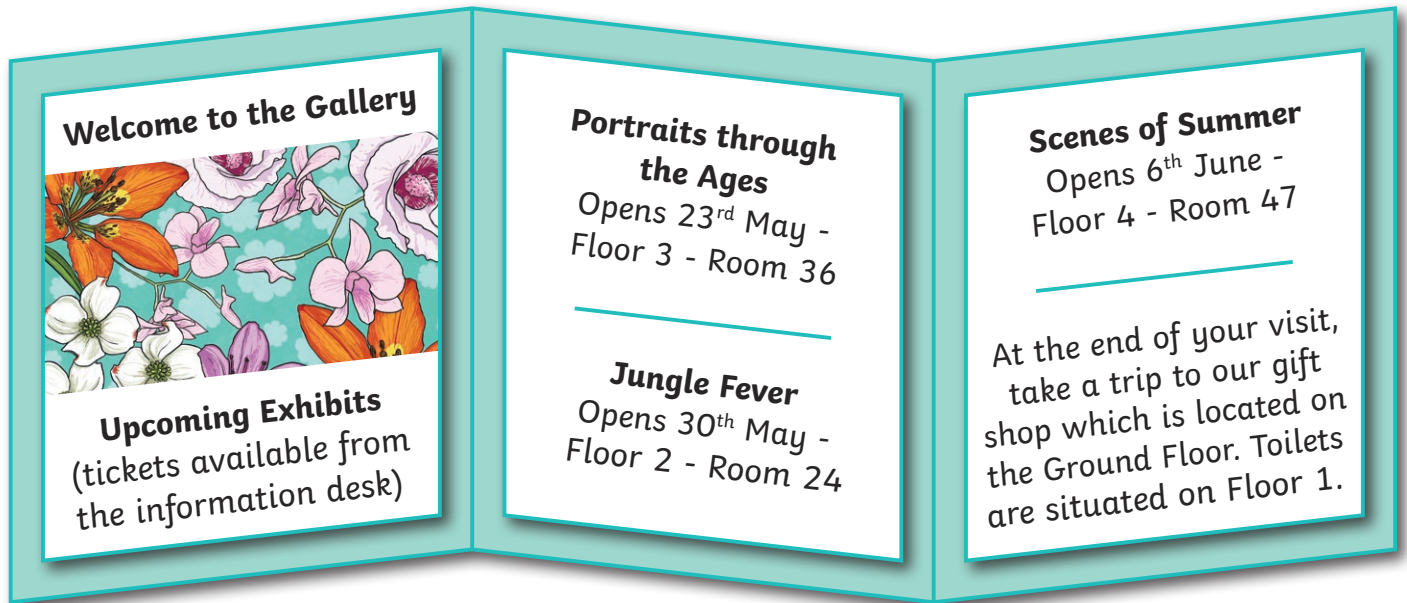 Welcome to the Gallery
Upcoming Exhibits
(tickets available from
the information desk)
Portraits through
the Ages
Opens 23rd May -
Floor 3 - Room 36
Jungle Fever
Opens 30th May -
Floor 2 - Room 24
Scenes of Summer
Opens 6th June -
Floor 4 - Room 47
At the end of your visit,
take a trip to our gift
shop which is located on
the Ground Floor. Toilets
are situated on Floor 1.